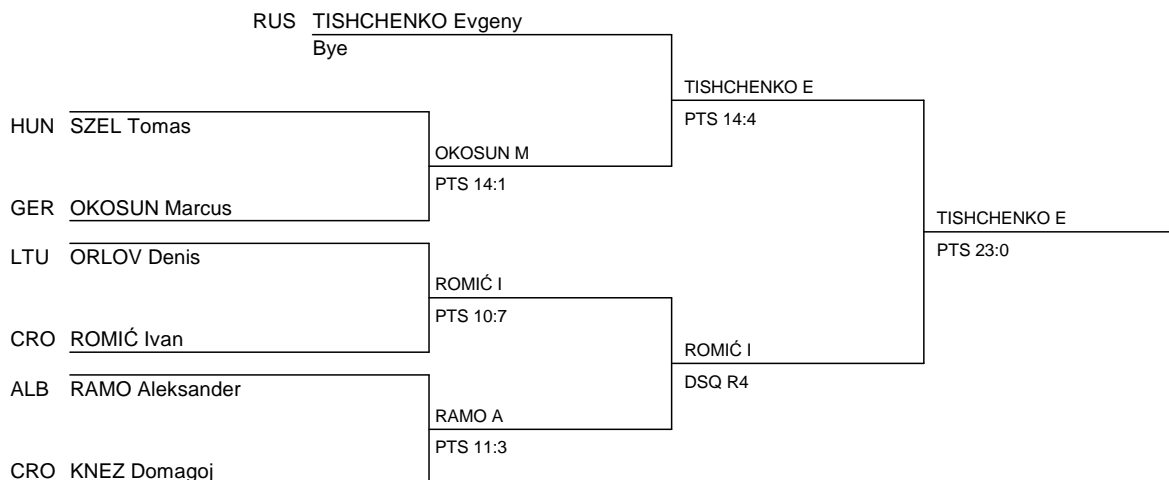 RUS TISHCHENKO Evgeny
Bye
TISHCHENKO E
PTS 14:4
HUN SZEL Tomas
OKOSUN M
PTS 14:1
GER OKOSUN Marcus
TISHCHENKO E
PTS 23:0
LTU ORLOV Denis
ROMIĆ I
PTS 10:7
CRO ROMIĆ Ivan
ROMIĆ I
DSQ R4
ALB RAMO Aleksander
RAMO A
PTS 11:3
CRO KNEZ Domagoj